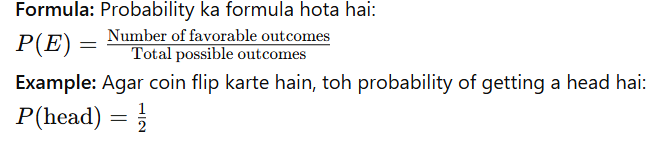 Formula: Probability ka formula hota hai:
P(E) = Number of favorable outcomes / Total possible outcomes
Example: Agar coin flip karte hain, toh probability of getting a head hai:
P(head) = 1/2